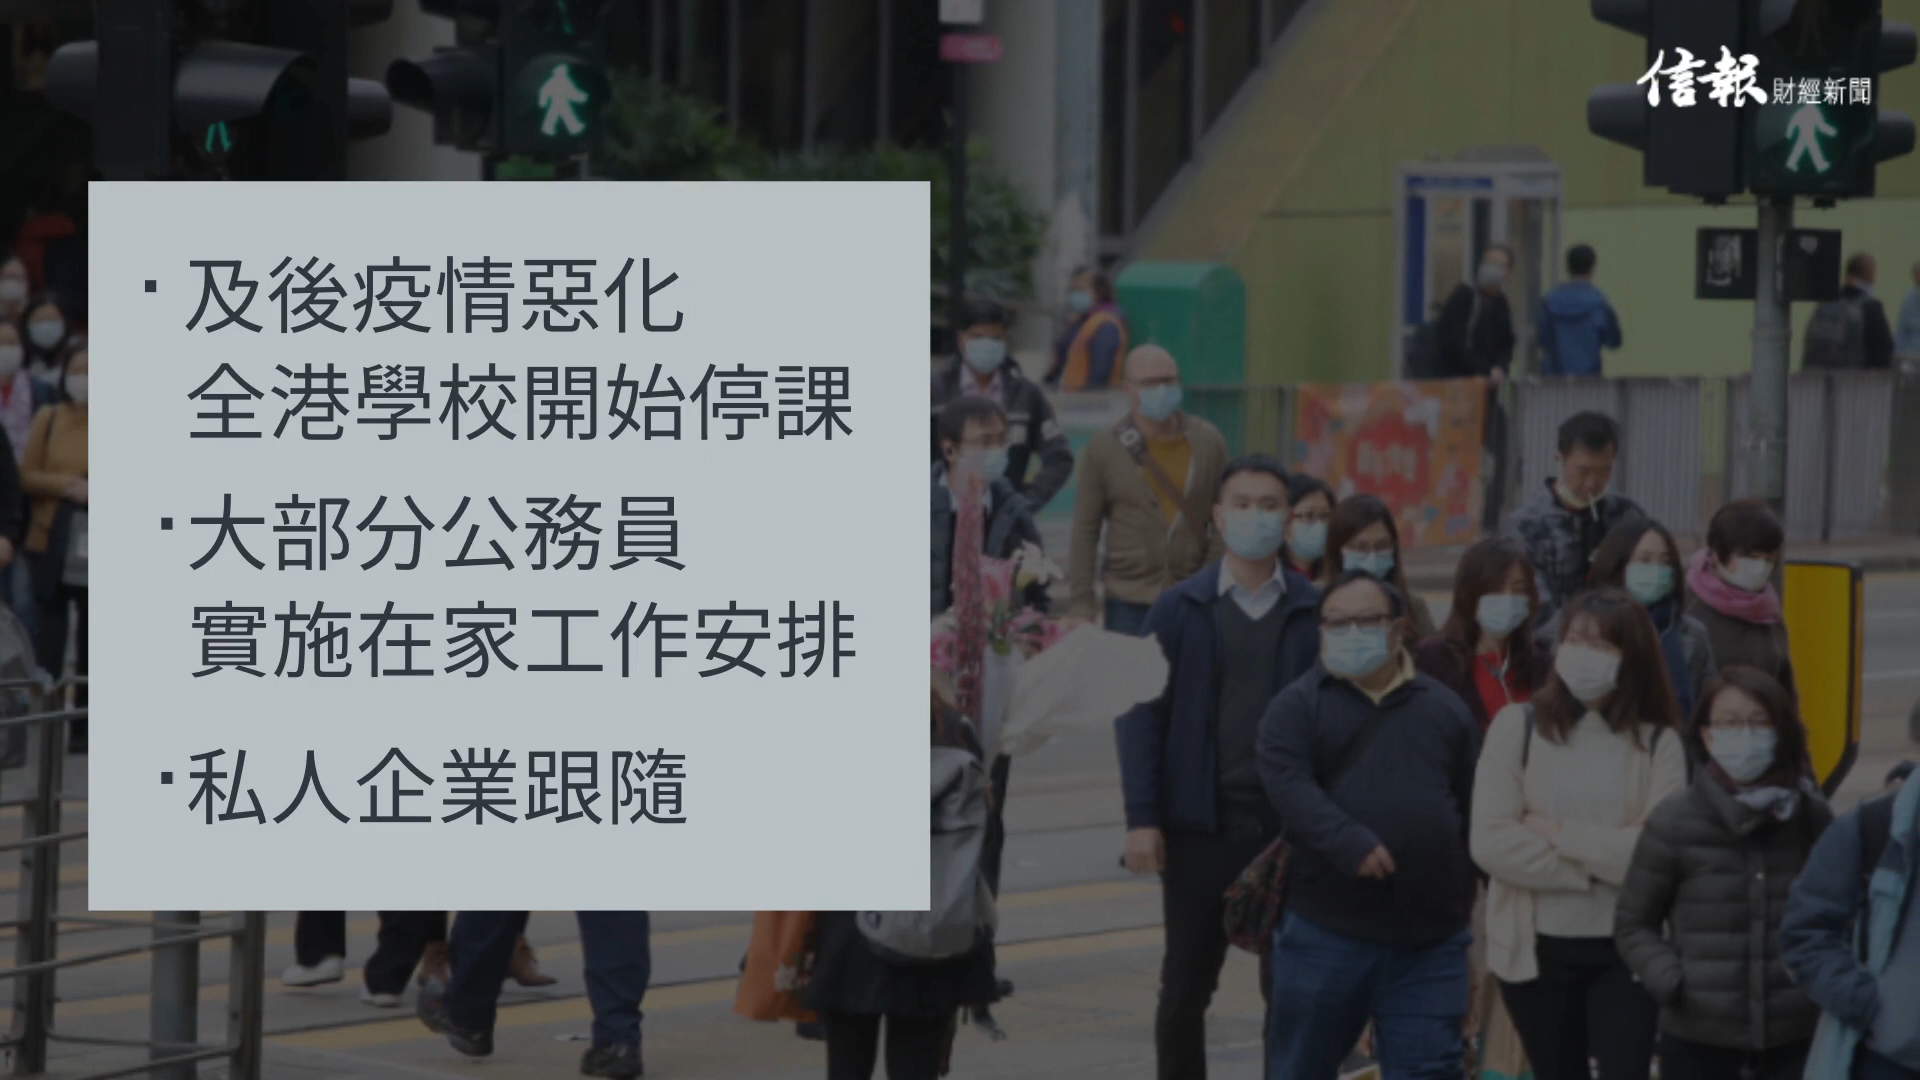 信報 財經新聞
· 及後疫情惡化
全港學校開始停課
· 大部分公務員
實施在家工作安排
· 私人企業跟隨